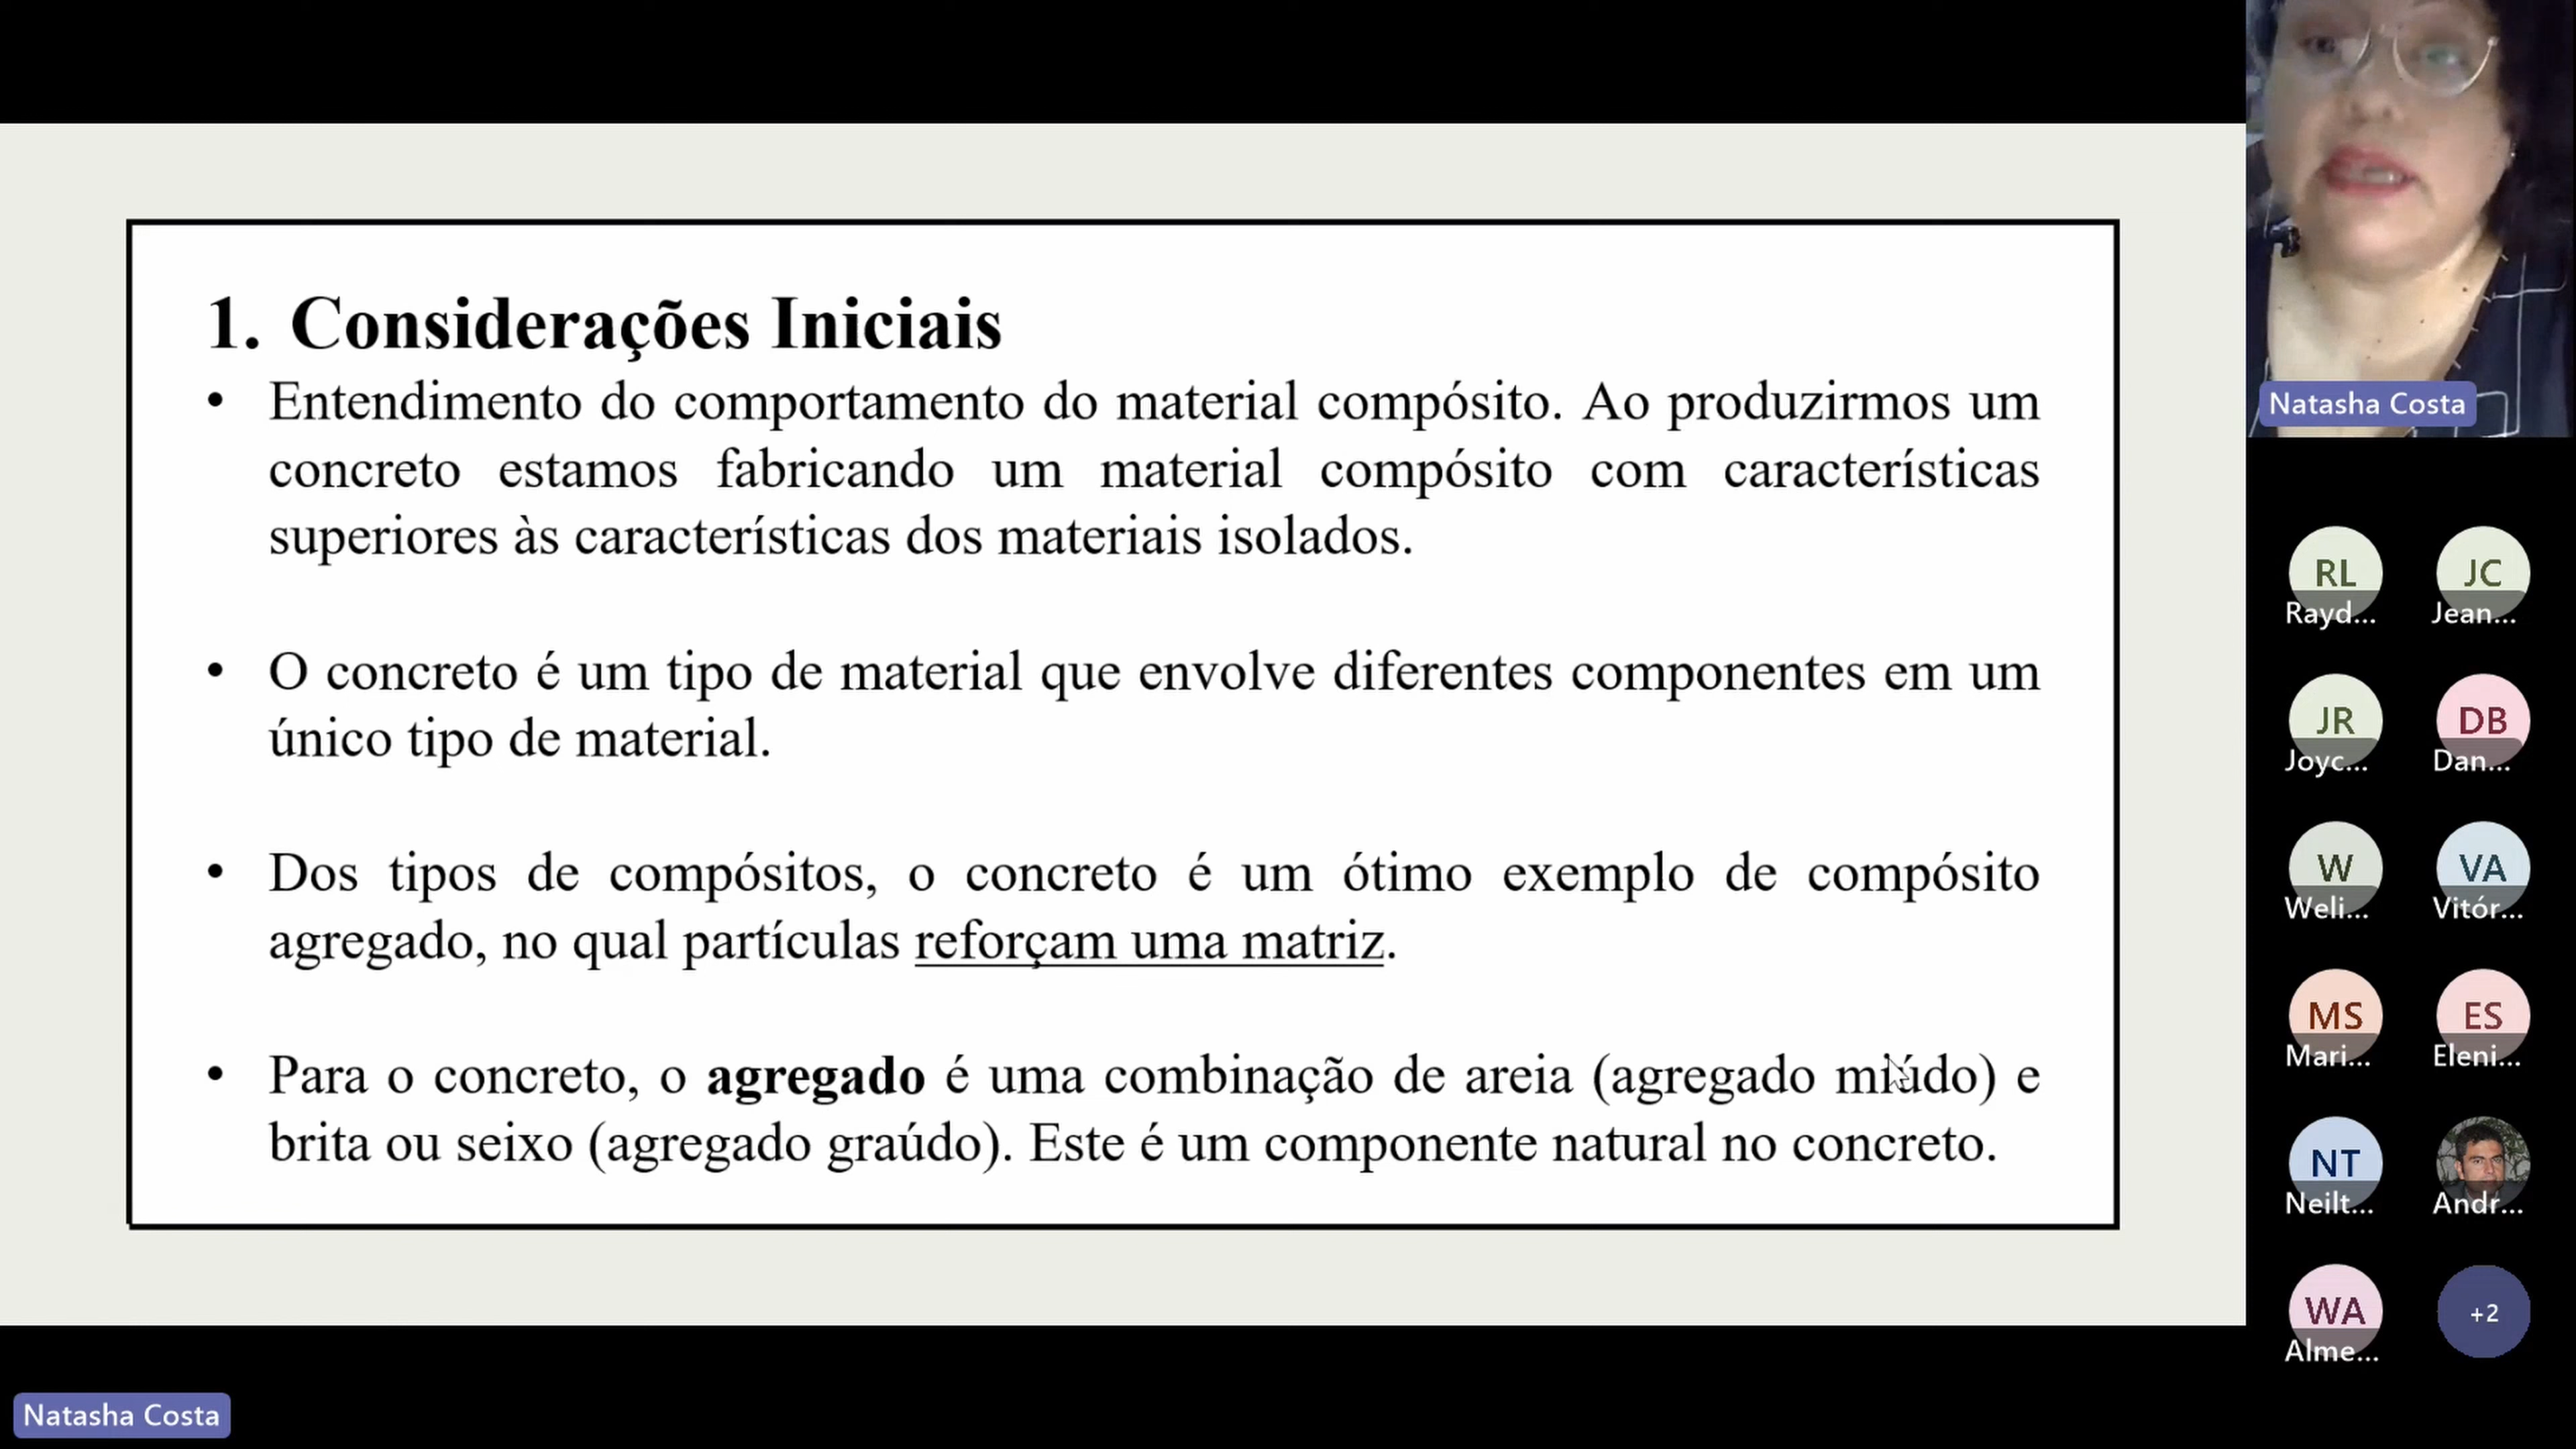 1. Considerações Iniciais
• Entendimento do comportamento do material compósito. Ao produzirmos um
concreto estamos fabricando um material compósito com características
superiores às características dos materiais isolados.
• O concreto é um tipo de material que envolve diferentes componentes em um
único tipo de material.
• Dos tipos de compósitos, o concreto é um ótimo exemplo de compósito
agregado, no qual partículas reforçam uma matriz.
• Para o concreto, o agregado é uma combinação de areia (agregado miúdo) e
brita ou seixo (agregado graúdo). Este é um componente natural no concreto.
Natasha Costa
RL
Rayd...
JC
Jean...
JR
Joyc...
DB
Dan...
W
Weli...
VA
Vitór...
MS
Mari...
ES
Eleni...
NT
Neilt...
Andr...
WA
Alme...
+2
Natasha Costa